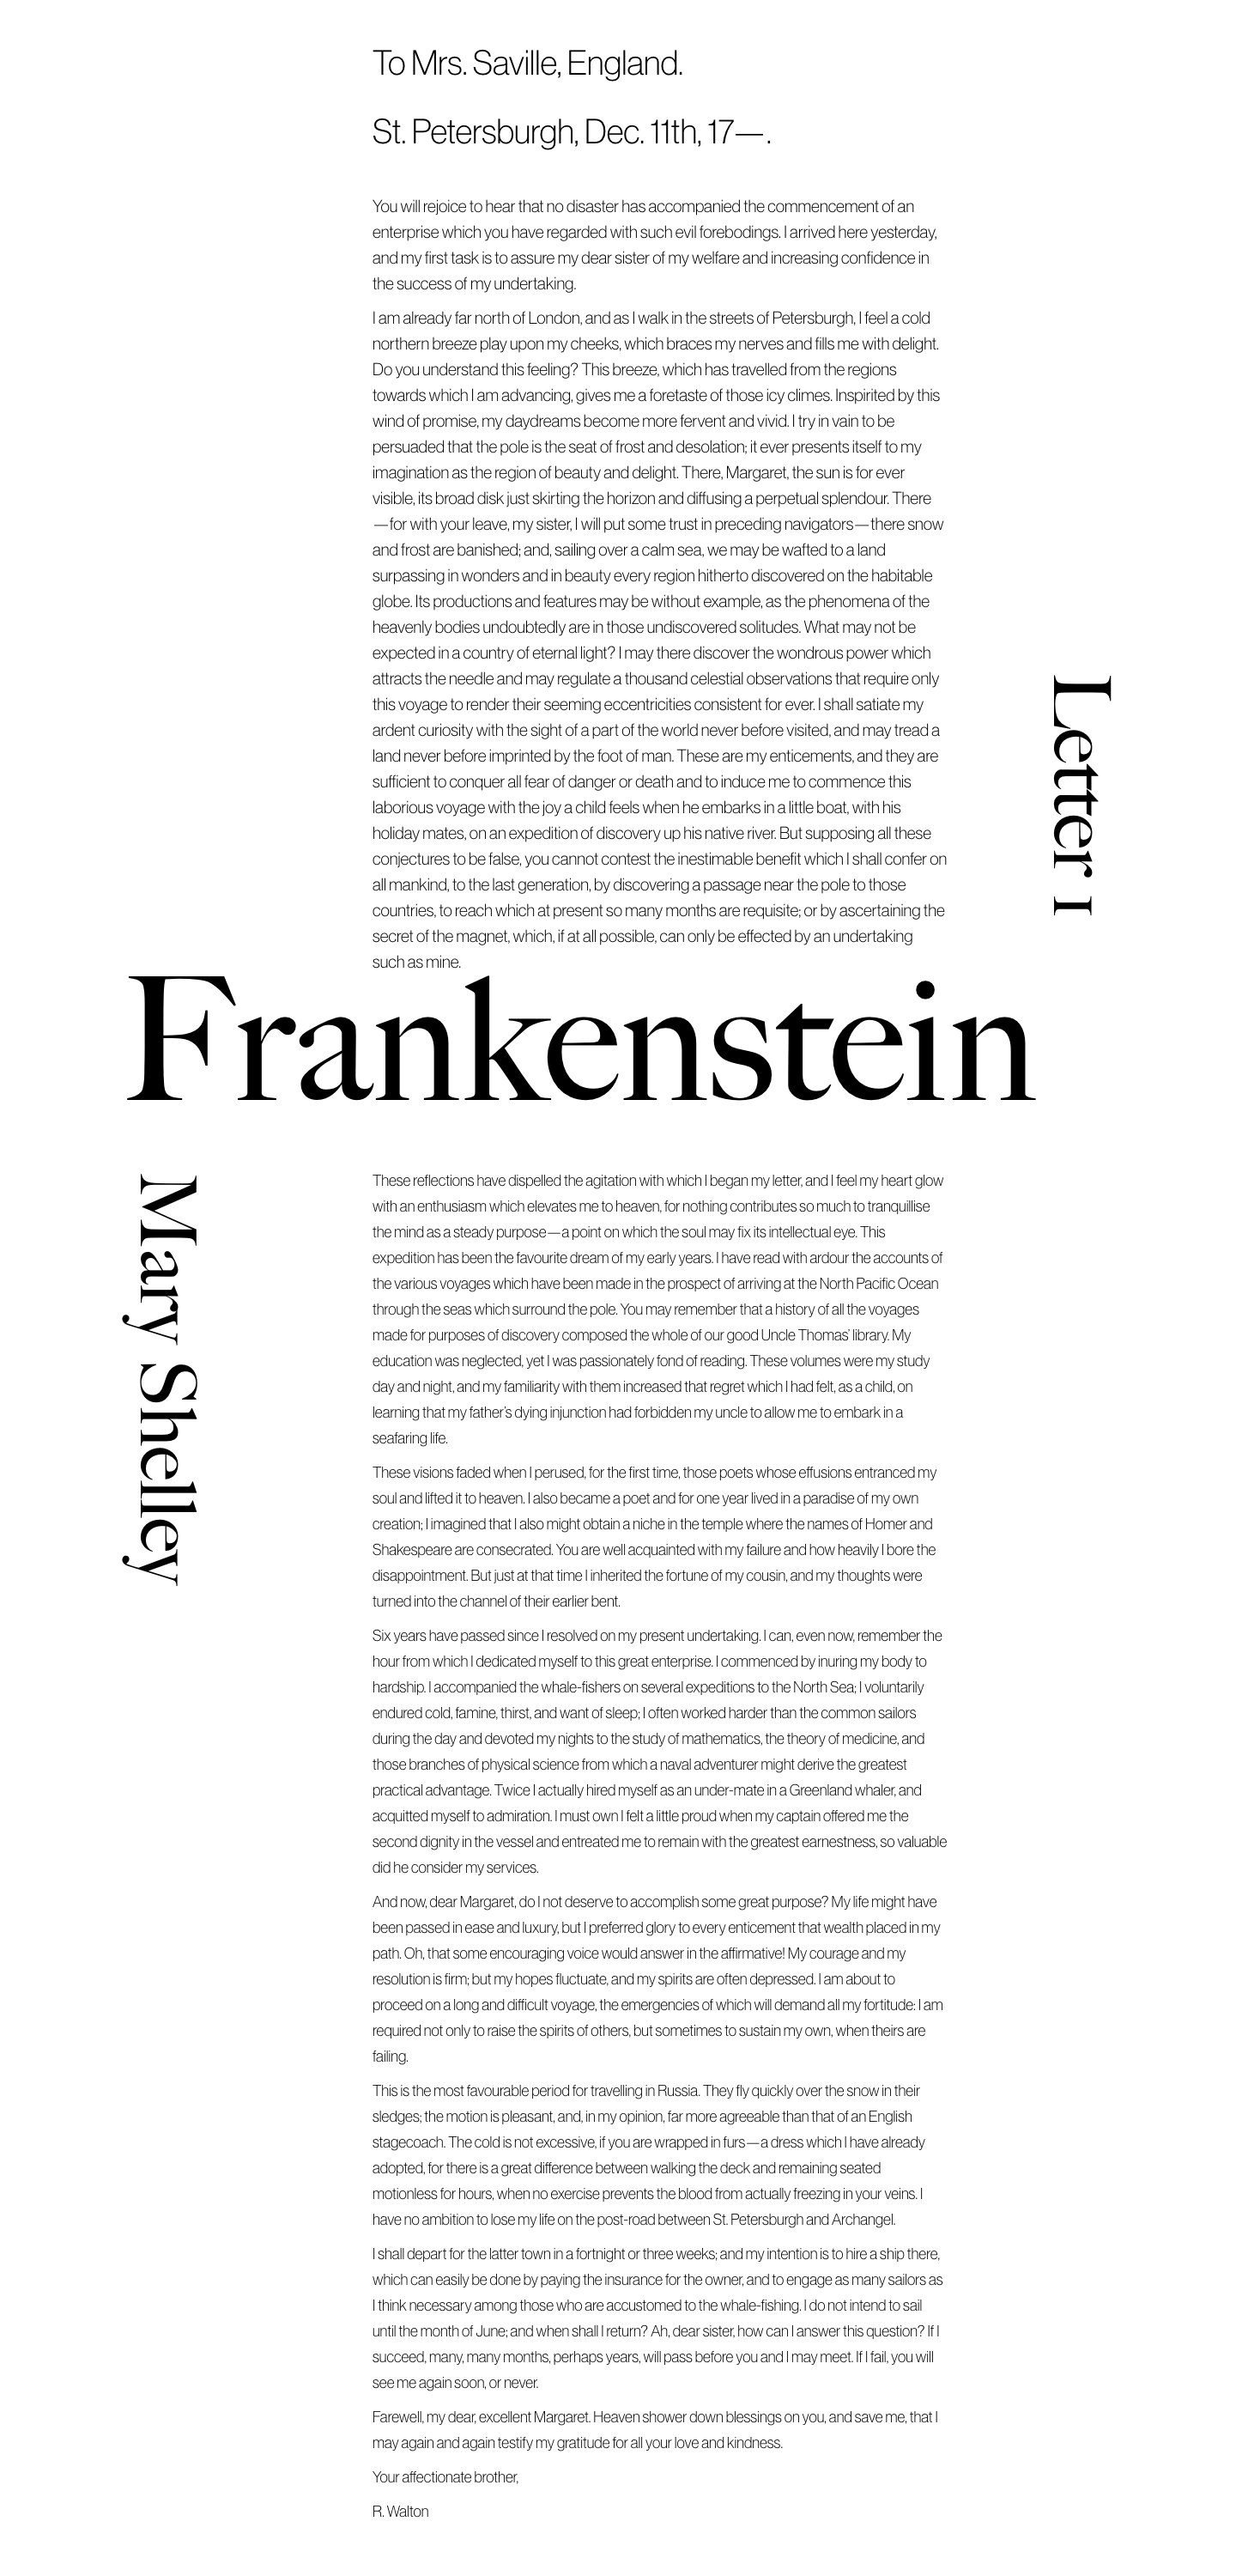 To Mrs. Saville, England.
St. Petersburgh, Dec. 11th, 17—.
You will rejoice to hear that no disaster has accompanied the commencement of an
enterprise which you have regarded with such evil forebodings. I arrived here yesterday,
and my first task is to assure my dear sister of my welfare and increasing confidence in
the success of my undertaking.
I am already far north of London, and as I walk in the streets of Petersburgh, I feel a cold
northern breeze play upon my cheeks, which braces my nerves and fills me with delight.
Do you understand this feeling? This breeze, which has travelled from the regions
towards which I am advancing, gives me a foretaste of those icy climes. Inspirited by this
wind of promise, my daydreams become more fervent and vivid. I try in vain to be
persuaded that the pole is the seat of frost and desolation; it ever presents itself to my
imagination as the region of beauty and delight. There, Margaret, the sun is for ever
visible, its broad disk just skirting the horizon and diffusing a perpetual splendour. There
—for with your leave, my sister, I will put some trust in preceding navigators—there snow
and frost are banished; and, sailing over a calm sea, we may be wafted to a land
surpassing in wonders and in beauty every region hitherto discovered on the habitable
globe. Its productions and features may be without example, as the phenomena of the
heavenly bodies undoubtedly are in those undiscovered solitudes. What may not be
expected in a country of eternal light? I may there discover the wondrous power which
attracts the needle and may regulate a thousand celestial observations that require only
this voyage to render their seeming eccentricities consistent for ever. I shall satiate my
ardent curiosity with the sight of a part of the world never before visited, and may tread a
land never before imprinted by the foot of man. These are my enticements, and they are
sufficient to conquer all fear of danger or death and to induce me to commence this
laborious voyage with the joy a child feels when he embarks in a little boat, with his
holiday mates, on an expedition of discovery up his native river. But supposing all these
conjectures to be false, you cannot contest the inestimable benefit which I shall confer on
all mankind, to the last generation, by discovering a passage near the pole to those
countries, to reach which at present so many months are requisite; or by ascertaining the
secret of the magnet, which, if at all possible, can only be effected by an undertaking
such as mine.
Letter 1
Frankenstein
Mary Shelley
These reflections have dispelled the agitation with which I began my letter, and I feel my heart glow
with an enthusiasm which elevates me to heaven, for nothing contributes so much to tranquillise
the mind as a steady purpose—a point on which the soul may fix its intellectual eye. This
expedition has been the favourite dream of my early years. I have read with ardour the accounts of
the various voyages which have been made in the prospect of arriving at the North Pacific Ocean
through the seas which surround the pole. You may remember that a history of all the voyages
made for purposes of discovery composed the whole of our good Uncle Thomas’ library. My
education was neglected, yet I was passionately fond of reading. These volumes were my study
day and night, and my familiarity with them increased that regret which I had felt, as a child, on
learning that my father’s dying injunction had forbidden my uncle to allow me to embark in a
seafaring life.
These visions faded when I perused, for the first time, those poets whose effusions entranced my
soul and lifted it to heaven. I also became a poet and for one year lived in a paradise of my own
creation; I imagined that I also might obtain a niche in the temple where the names of Homer and
Shakespeare are consecrated. You are well acquainted with my failure and how heavily I bore the
disappointment. But just at that time I inherited the fortune of my cousin, and my thoughts were
turned into the channel of their earlier bent.
Six years have passed since I resolved on my present undertaking. I can, even now, remember the
hour from which I dedicated myself to this great enterprise. I commenced by inuring my body to
hardship. I accompanied the whale-fishers on several expeditions to the North Sea; I voluntarily
endured cold, famine, thirst, and want of sleep; I often worked harder than the common sailors
during the day and devoted my nights to the study of mathematics, the theory of medicine, and
those branches of physical science from which a naval adventurer might derive the greatest
practical advantage. Twice I actually hired myself as an under-mate in a Greenland whaler, and
acquitted myself to admiration. I must own I felt a little proud when my captain offered me the
second dignity in the vessel and entreated me to remain with the greatest earnestness, so valuable
did he consider my services.
And now, dear Margaret, do I not deserve to accomplish some great purpose? My life might have
been passed in ease and luxury, but I preferred glory to every enticement that wealth placed in my
path. Oh, that some encouraging voice would answer in the affirmative! My courage and my
resolution is firm; but my hopes fluctuate, and my spirits are often depressed. I am about to
proceed on a long and difficult voyage, the emergencies of which will demand all my fortitude: I am
required not only to raise the spirits of others, but sometimes to sustain my own, when theirs are
failing.
This is the most favourable period for travelling in Russia. They fly quickly over the snow in their
sledges; the motion is pleasant, and, in my opinion, far more agreeable than that of an English
stagecoach. The cold is not excessive, if you are wrapped in furs—a dress which I have already
adopted, for there is a great difference between walking the deck and remaining seated
motionless for hours, when no exercise prevents the blood from actually freezing in your veins. I
have no ambition to lose my life on the post-road between St. Petersburgh and Archangel.
I shall depart for the latter town in a fortnight or three weeks; and my intention is to hire a ship there,
which can easily be done by paying the insurance for the owner, and to engage as many sailors as
I think necessary among those who are accustomed to the whale-fishing. I do not intend to sail
until the month of June; and when shall I return? Ah, dear sister, how can I answer this question? If I
succeed, many, many months, perhaps years, will pass before you and I may meet. If I fail, you will
see me again soon, or never.
Farewell, my dear, excellent Margaret. Heaven shower down blessings on you, and save me, that I
may again and again testify my gratitude for all your love and kindness.
Your affectionate brother,
R. Walton